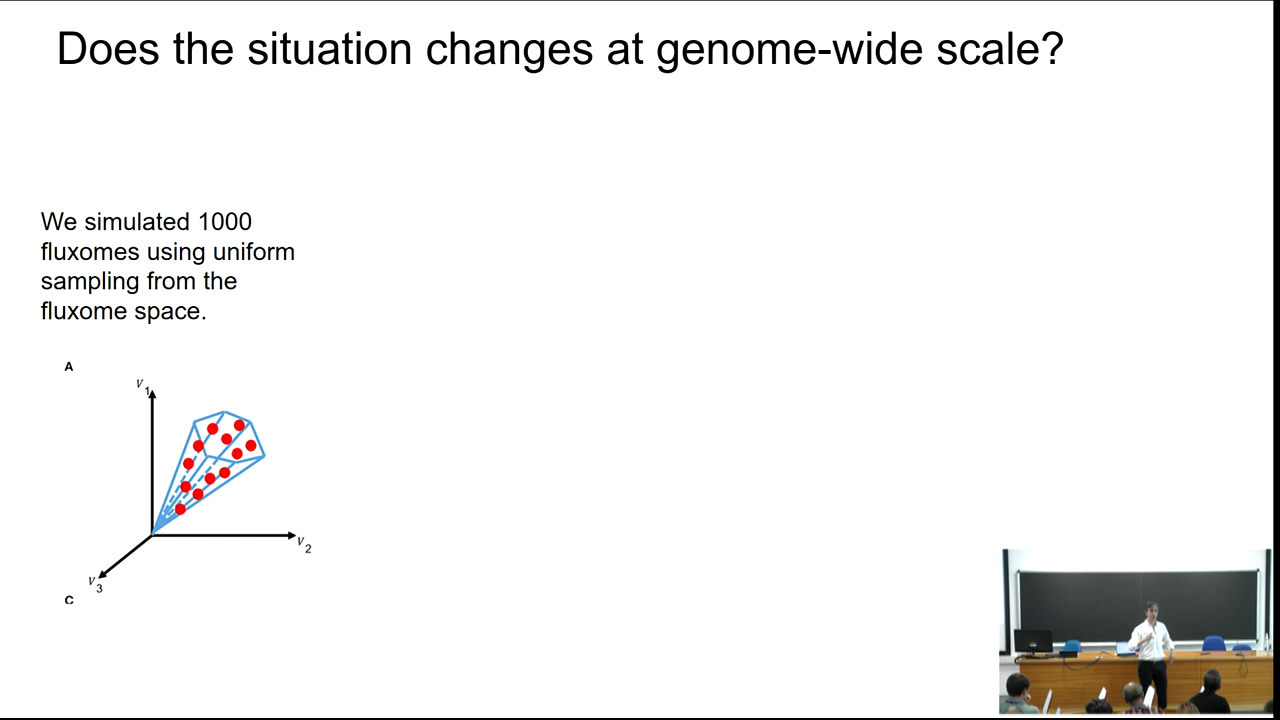 Does the situation changes at genome-wide scale?
We simulated 1000
fluxomes using uniform
sampling from the
fluxome space.
A
V1
V2
V3
C